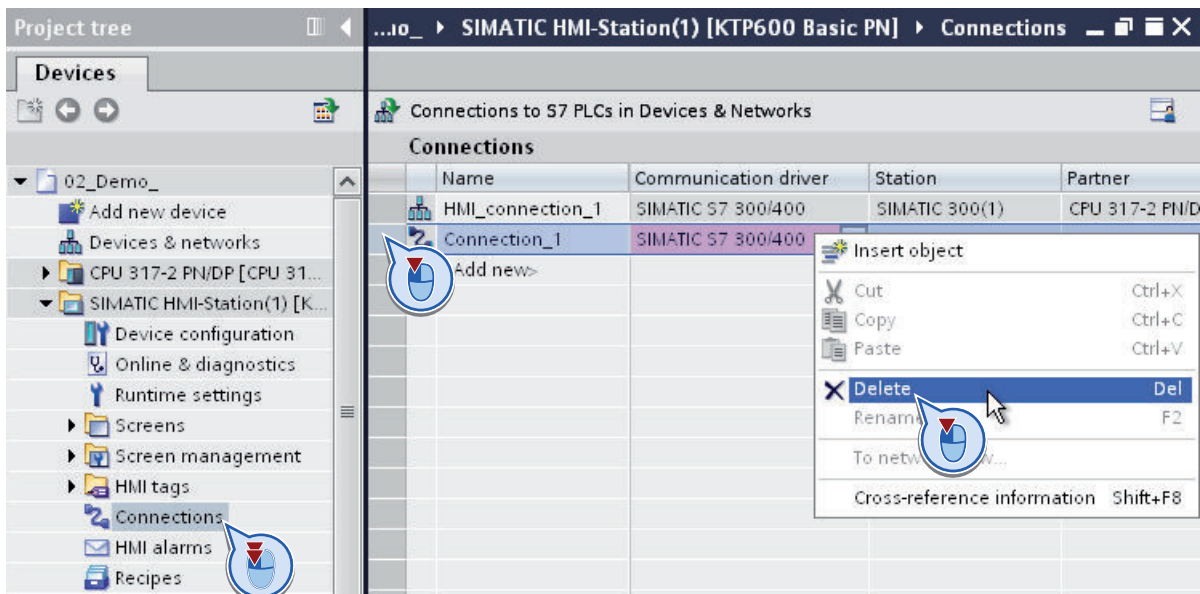 Project tree
...ıo_ SIMATIC HMI-Station(1) [KTP600 Basic PN] Connections
Devices
Connections to S7 PLCs in Devices & Networks
Connections
Name Communication driver Station Partner
HMI_connection_1 SIMATIC S7 300/400 SIMATIC 300(1) CPU 317-2 PN/D
Connection_1 SIMATIC S7 300/400
Add new>
02_Demo_
Add new device
Devices & networks
CPU 317-2 PN/DP [CPU 31...
SIMATIC HMI-Station(1) [K...
Device configuration
Online & diagnostics
Runtime settings
Screens
Screen management
HMI tags
Connections
HMI alarms
Recipes
Insert object
Cut Ctrl+X
Copy Ctrl+C
Paste Ctrl+V
Delete Del
Rename F2
To netw
Cross-reference information Shift+F8